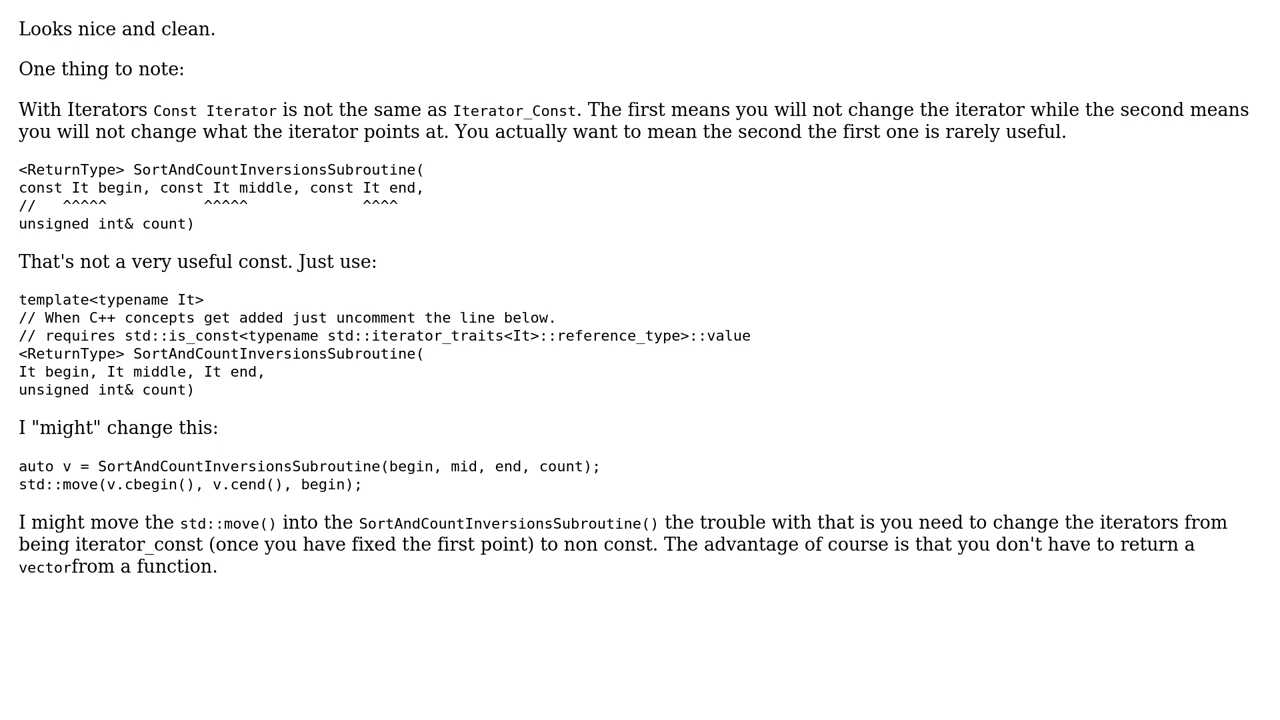 Looks nice and clean.
One thing to note:
With Iterators Const Iterator is not the same as Iterator_Const. The first means you will not change the iterator while the second means
you will not change what the iterator points at. You actually want to mean the second the first one is rarely useful.
<ReturnType> SortAndCountInversionsSubroutine(
const It begin, const It middle, const It end,
//   ^^^^^           ^^^^^             ^^^^
unsigned int& count)
That's not a very useful const. Just use:
template<typename It>
// When C++ concepts get added just uncomment the line below.
// requires std::is_const<typename std::iterator_traits<It>::reference_type>::value
<ReturnType> SortAndCountInversionsSubroutine(
It begin, It middle, It end,
unsigned int& count)
I "might" change this:
auto v = SortAndCountInversionsSubroutine(begin, mid, end, count);
std::move(v.cbegin(), v.cend(), begin);
I might move the std::move() into the SortAndCountInversionsSubroutine() the trouble with that is you need to change the iterators from
being iterator_const (once you have fixed the first point) to non const. The advantage of course is that you don't have to return a
vectorfrom a function.